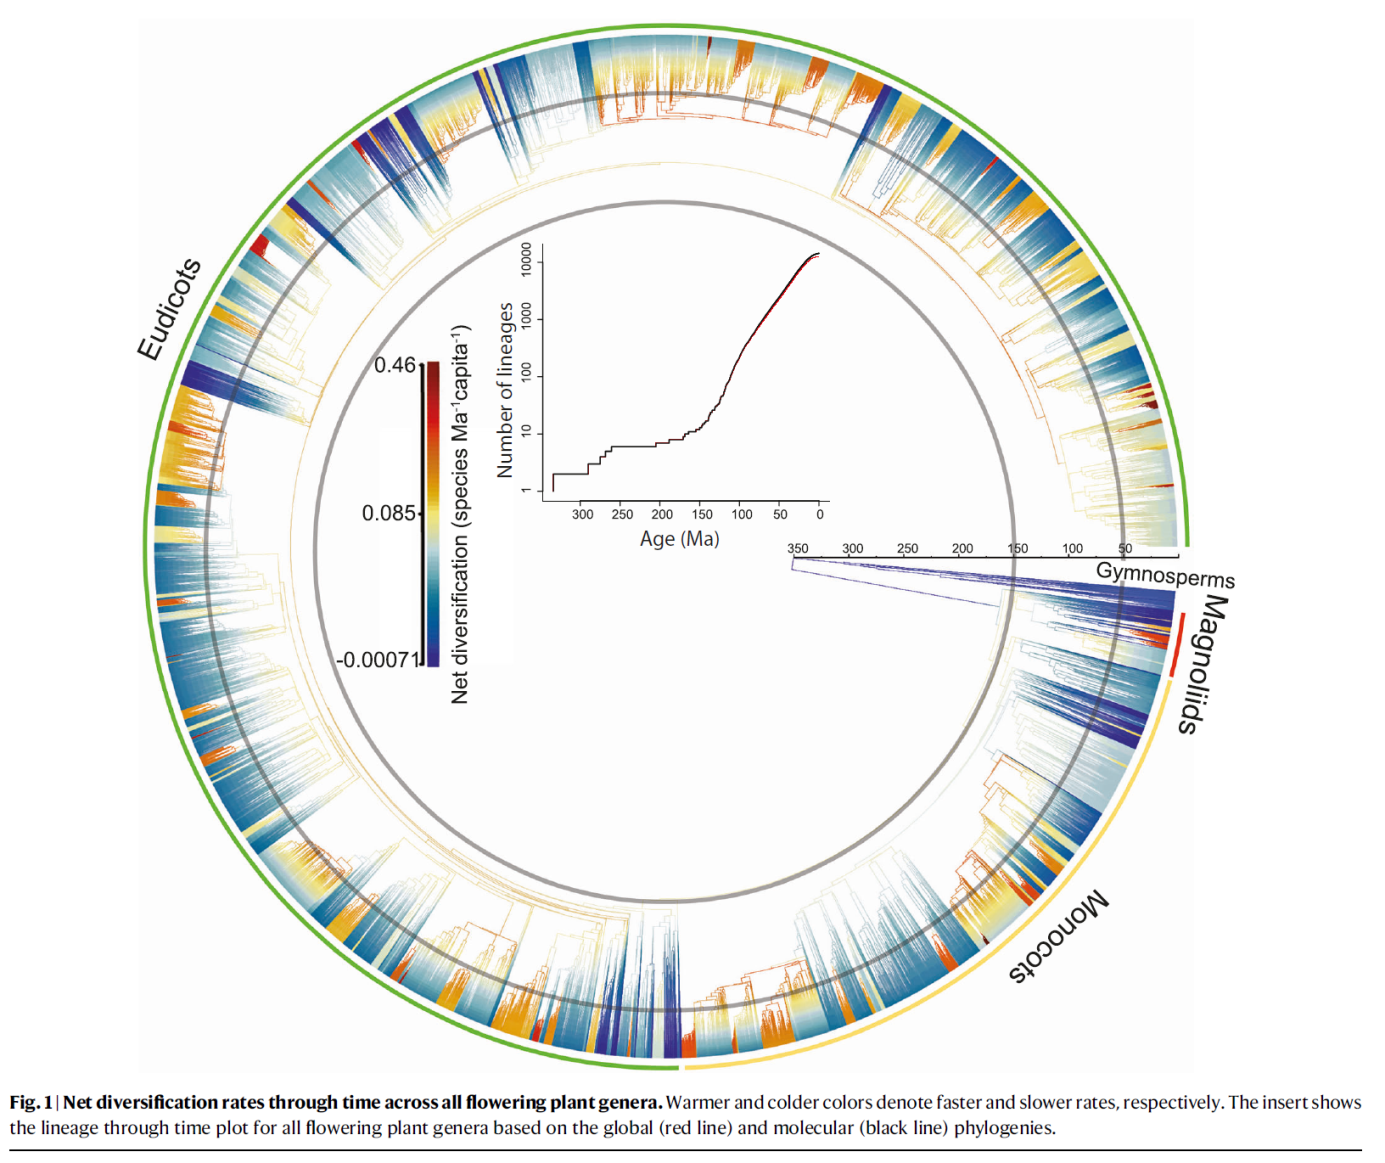 Eudicots
Gymnosperms
Magnoliids
Monocots
0.46
0.085
-0.00071
Net diversification (species Ma-1capita-1)
Number of lineages
10000
1000
100
10
1
300 250 200 150 100 50 0
Age (Ma)
350 300 250 200 150 100 50
Fig. 1 | Net diversification rates through time across all flowering plant genera. Warmer and colder colors denote faster and slower rates, respectively. The insert shows
the lineage through time plot for all flowering plant genera based on the global (red line) and molecular (black line) phylogenies.